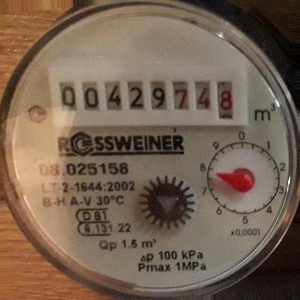 00429748 m³
ROSSWEINER
08.025158
LT-2-1644:2002
B-H A-V 30°C
D 81
6.131.22
Qp 1.5 m³
Δp 100 kPa
Pmax 1MPa
0
9 1
8 2
7 3
6 4
5
x0,0001